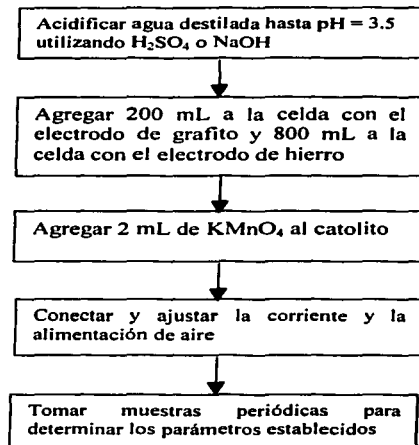 Acidificar agua destilada hasta pH = 3.5
utilizando H₂SO₄ o NaOH
Agregar 200 mL a la celda con el
electrodo de grafito y 800 mL a la
celda con el electrodo de hierro
Agregar 2 mL de KMnO₄ al catolito
Conectar y ajustar la corriente y la
alimentación de aire
Tomar muestras periódicas para
determinar los parámetros establecidos